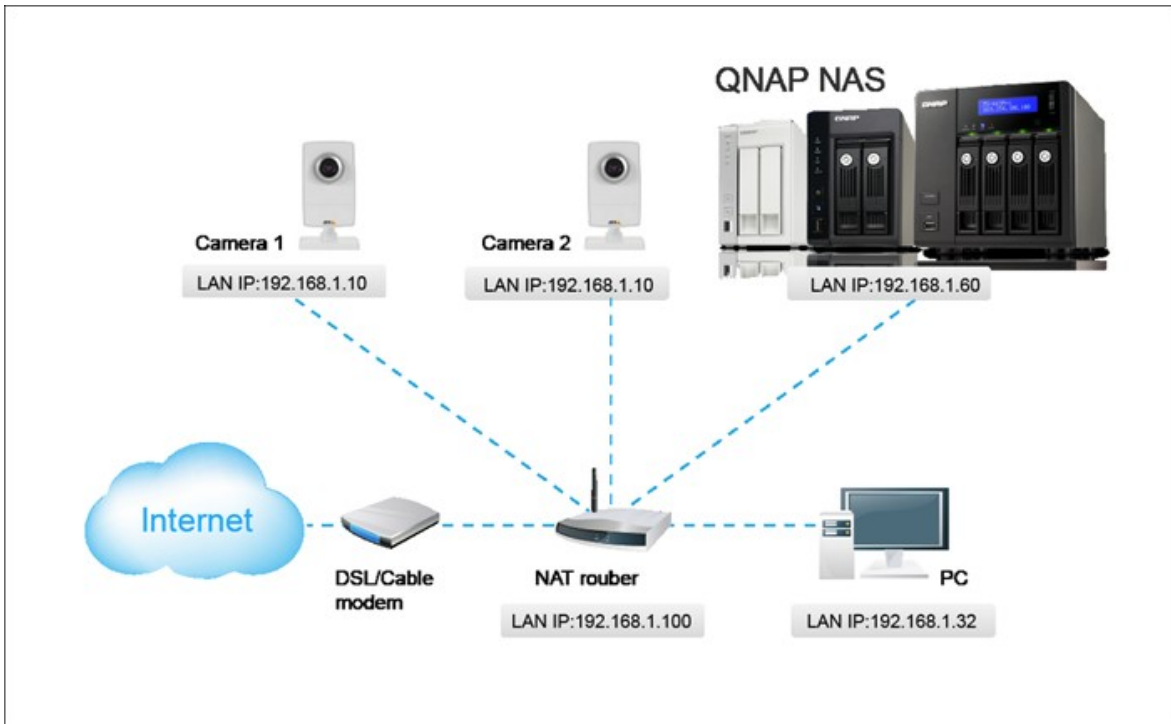 QNAP NAS
QNAP
Camera 1
Camera 2
LAN IP:192.168.1.10
LAN IP:192.168.1.10
LAN IP:192.168.1.60
Internet
DSL/Cable
modem
NAT rouber
PC
LAN IP:192.168.1.100
LAN IP:192.168.1.32